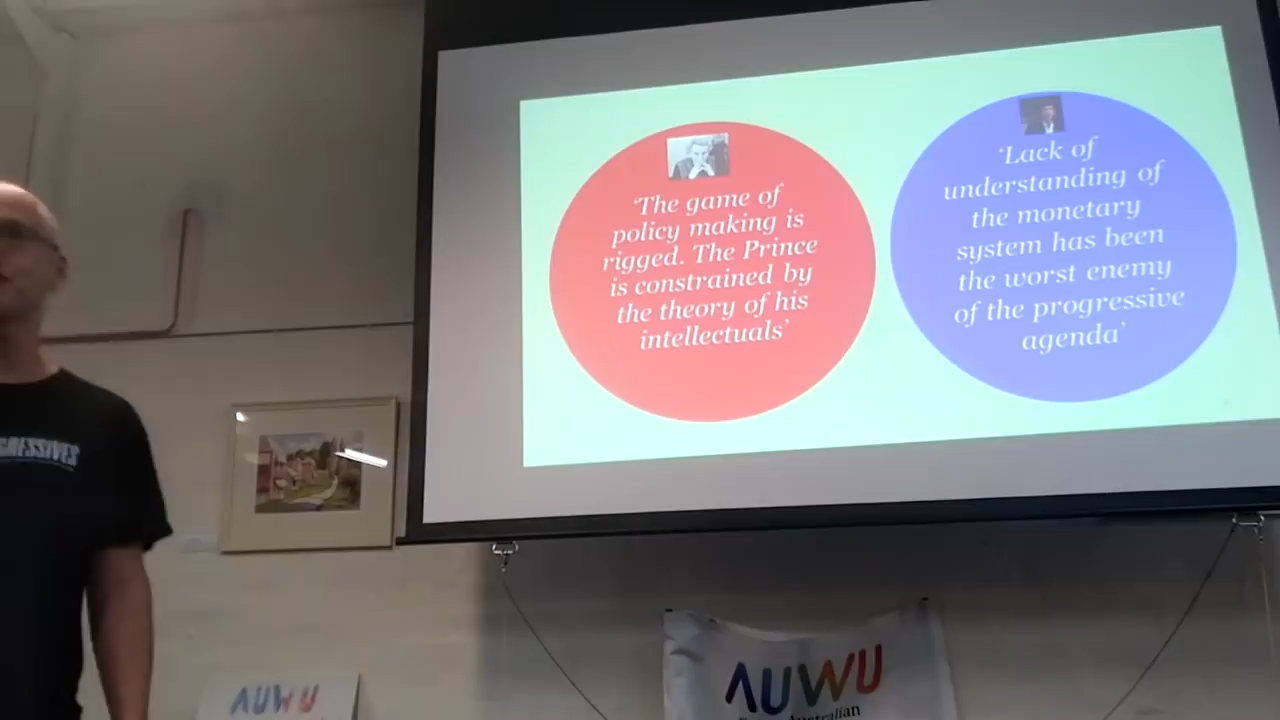 'The game of
policy making is
rigged. The Prince
is constrained by
the theory of his
intellectuals'
'Lack of
understanding of
the monetary
system has been
the worst enemy
of the progressive
agenda'
GRESSIVES
AUWU
AUWU
Australian